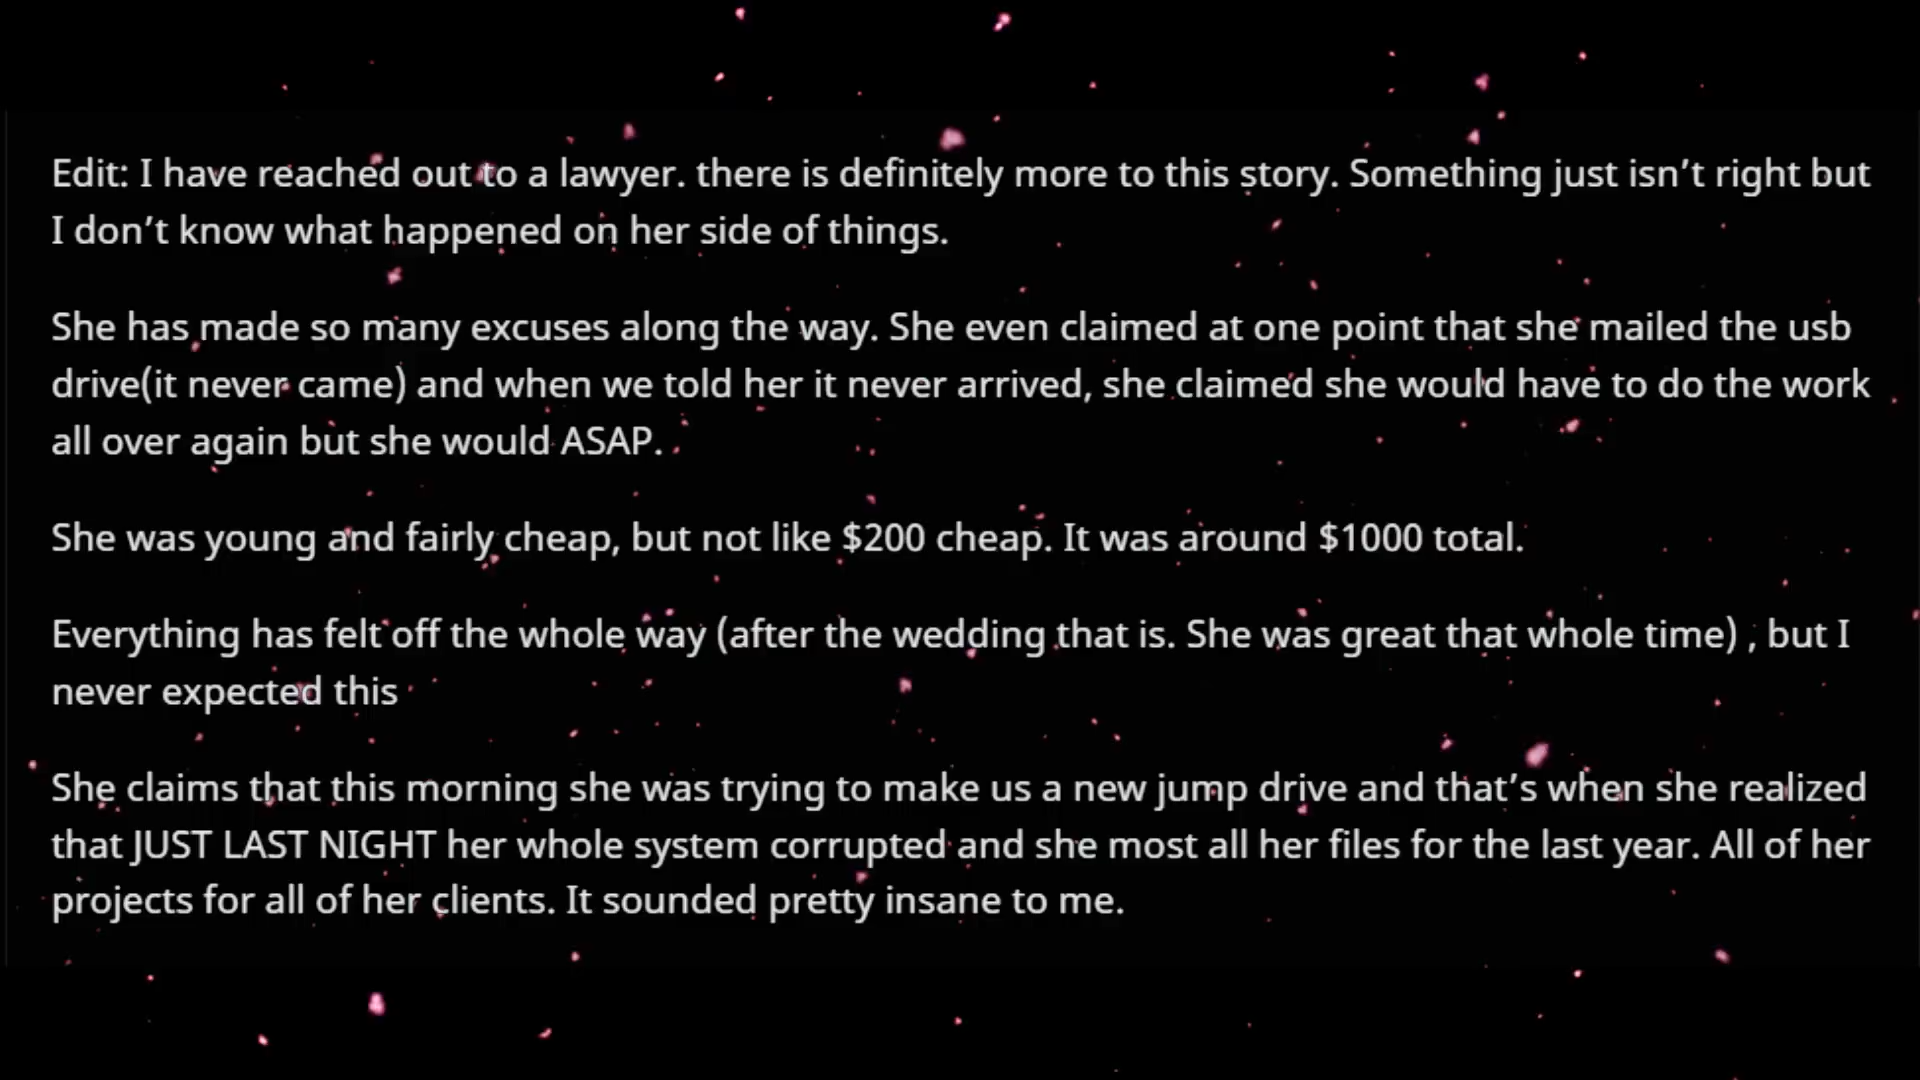 Edit: I have reached out to a lawyer. there is definitely more to this story. Something just isn’t right but
I don’t know what happened on her side of things.
She has made so many excuses along the way. She even claimed at one point that she mailed the usb
drive(it never came) and when we told her it never arrived, she claimed she would have to do the work
all over again but she would ASAP.
She was young and fairly cheap, but not like $200 cheap. It was around $1000 total.
Everything has felt off the whole way (after the wedding that is. She was great that whole time) , but I
never expected this
She claims that this morning she was trying to make us a new jump drive and that’s when she realized
that JUST LAST NIGHT her whole system corrupted and she most all her files for the last year. All of her
projects for all of her clients. It sounded pretty insane to me.